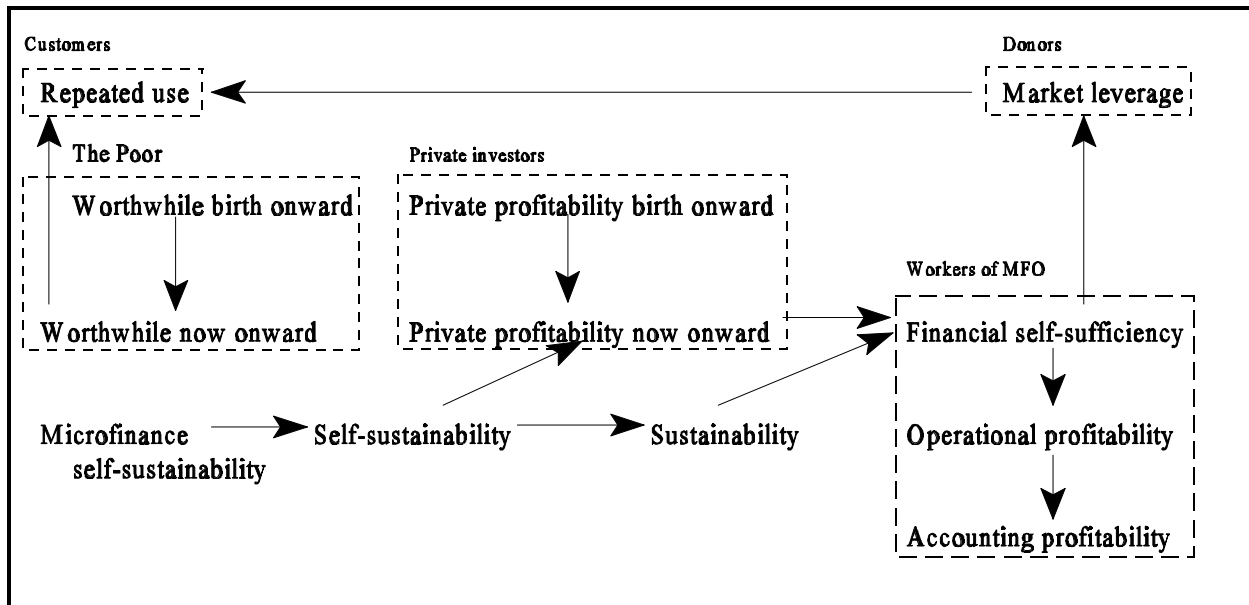 Customers
Donors
Repeated use
Market leverage
The Poor
Private investors
Worthwhile birth onward
Private profitability birth onward
Workers of MFO
Worthwhile now onward
Private profitability now onward
Financial self-sufficiency
Microfinance
self-sustainability
Self-sustainability
Sustainability
Operational profitability
Accounting profitability